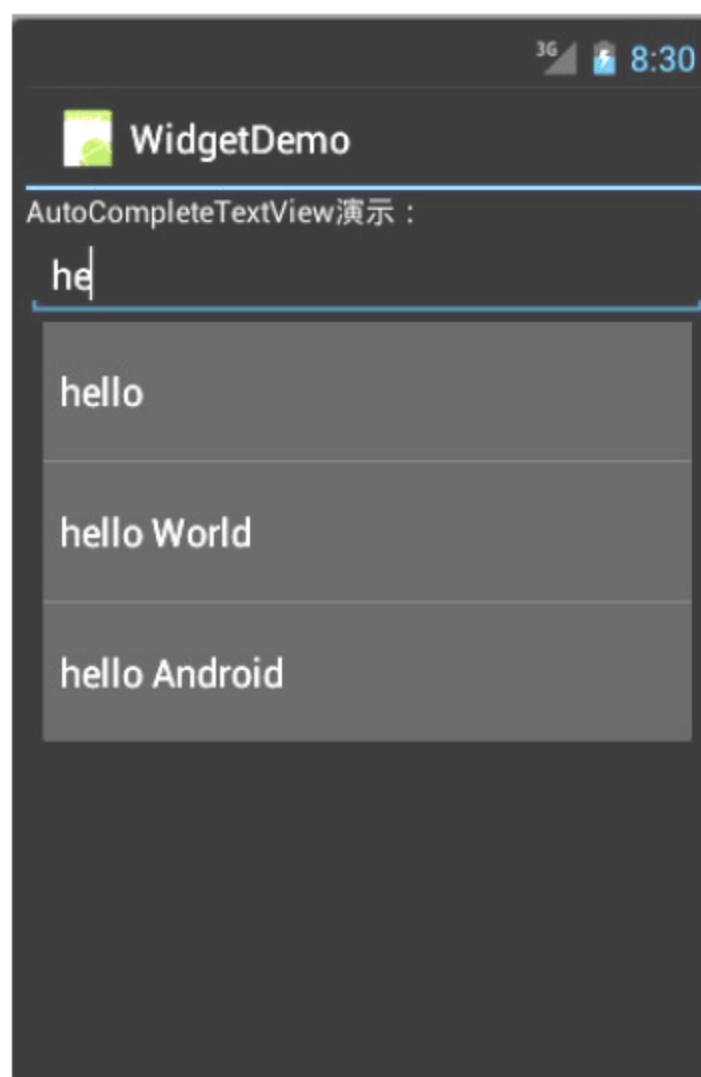 3G 8:30
WidgetDemo
AutoCompleteTextView演示：
he
hello
hello World
hello Android